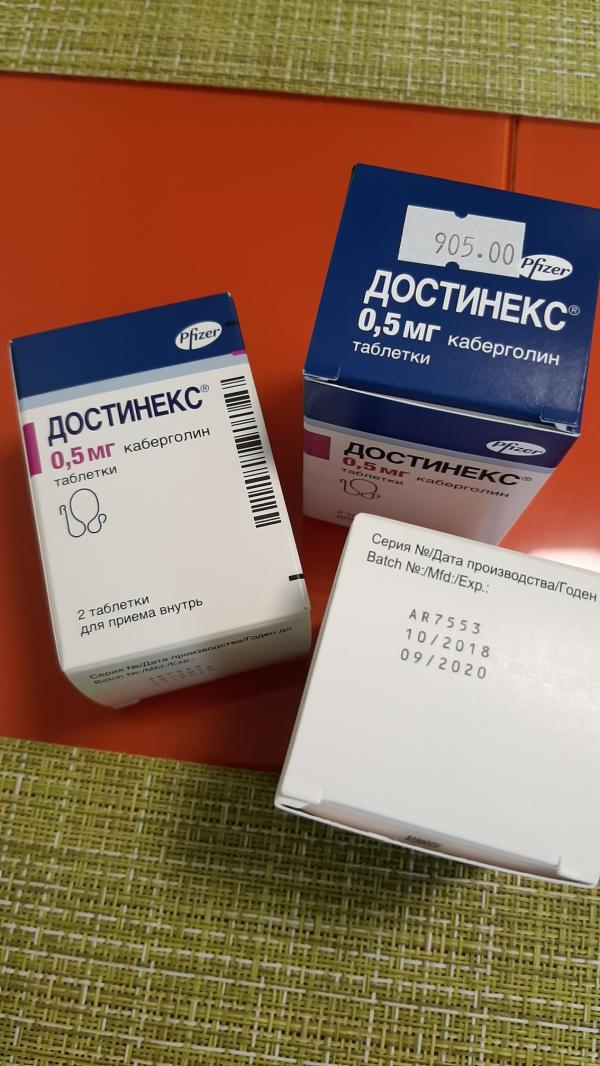 905.00
Pfizer
ДОСТИНЕКС®
0,5 мг каберголин
таблетки
Pfizer
ДОСТИНЕКС®
0,5 мг каберголин
таблетки
Pfizer
ДОСТИНЕКС®
0,5 мг каберголин
таблетки
2 таблетки
для приема внутрь
Серия №/Дата производства/Годен до
Batch №:/Mfd:/Exp.:
Серия №/Дата производства/Годен
Batch №:/Mfd:/Exp.:
AR7553
10/2018
09/2020